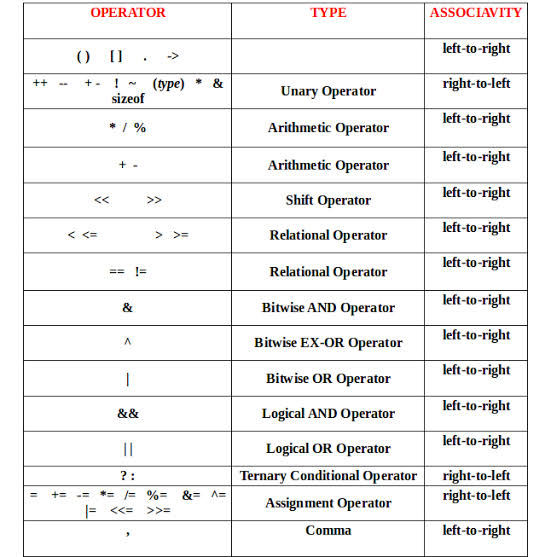 OPERATOR TYPE ASSOCIAVITY
( ) [ ] . -> left-to-right
++ -- + - ! ~ (type) * & sizeof Unary Operator right-to-left
* / % Arithmetic Operator left-to-right
+ - Arithmetic Operator left-to-right
<< >> Shift Operator left-to-right
< <= > >= Relational Operator left-to-right
== != Relational Operator left-to-right
& Bitwise AND Operator left-to-right
^ Bitwise EX-OR Operator left-to-right
| Bitwise OR Operator left-to-right
&& Logical AND Operator left-to-right
|| Logical OR Operator left-to-right
? : Ternary Conditional Operator right-to-left
= += -= *= /= %= &= ^= |= <<= >>= Assignment Operator right-to-left
, Comma left-to-right